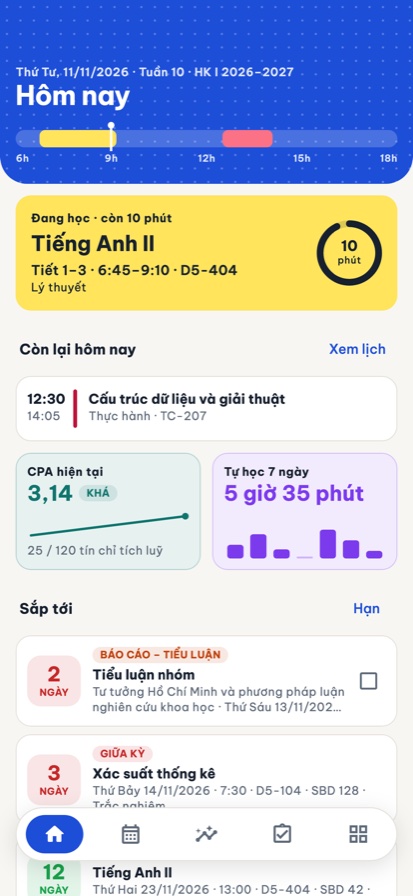 Thứ Tư, 11/11/2026 · Tuần 10 · HK I 2026–2027
Hôm nay
6h 9h 12h 15h 18h
Đang học · còn 10 phút
Tiếng Anh II
Tiết 1–3 · 6:45–9:10 · D5-404
Lý thuyết
10
phút
Còn lại hôm nay
Xem lịch
12:30
14:05
Cấu trúc dữ liệu và giải thuật
Thực hành · TC-207
CPA hiện tại
3,14 KHÁ
25 / 120 tín chỉ tích luỹ
Tự học 7 ngày
5 giờ 35 phút
Sắp tới
Hạn
2
NGÀY
BÁO CÁO – TIỂU LUẬN
Tiểu luận nhóm
Tư tưởng Hồ Chí Minh và phương pháp luận
nghiên cứu khoa học · Thứ Sáu 13/11/202…
3
NGÀY
GIỮA KỲ
Xác suất thống kê
Thứ Bảy 14/11/2026 · 7:30 · D5-104 · SBD 128 ·
Trắc nghiệm
12
NGÀY
Tiếng Anh II
Thứ Hai 23/11/2026 · 13:00 · D5-404 · SBD 42 ·